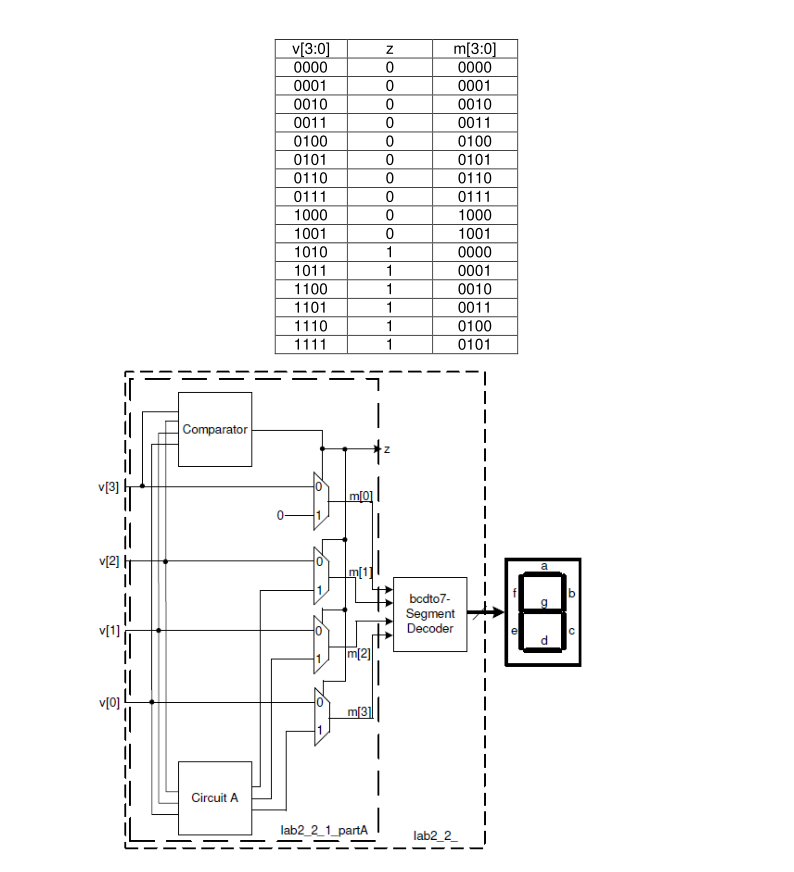 v[3:0] z m[3:0]
0000 0 0000
0001 0 0001
0010 0 0010
0011 0 0011
0100 0 0100
0101 0 0101
0110 0 0110
0111 0 0111
1000 0 1000
1001 0 1001
1010 1 0000
1011 1 0001
1100 1 0010
1101 1 0011
1110 1 0100
1111 1 0101
Comparator
z
v[3]
0
m[0]
0
1
v[2]
0
m[1]
1
v[1]
0
m[2]
1
v[0]
0
m[3]
1
bcdto7-
Segment
Decoder
a
f
b
g
e
c
d
Circuit A
lab2_2_1_partA
lab2_2_